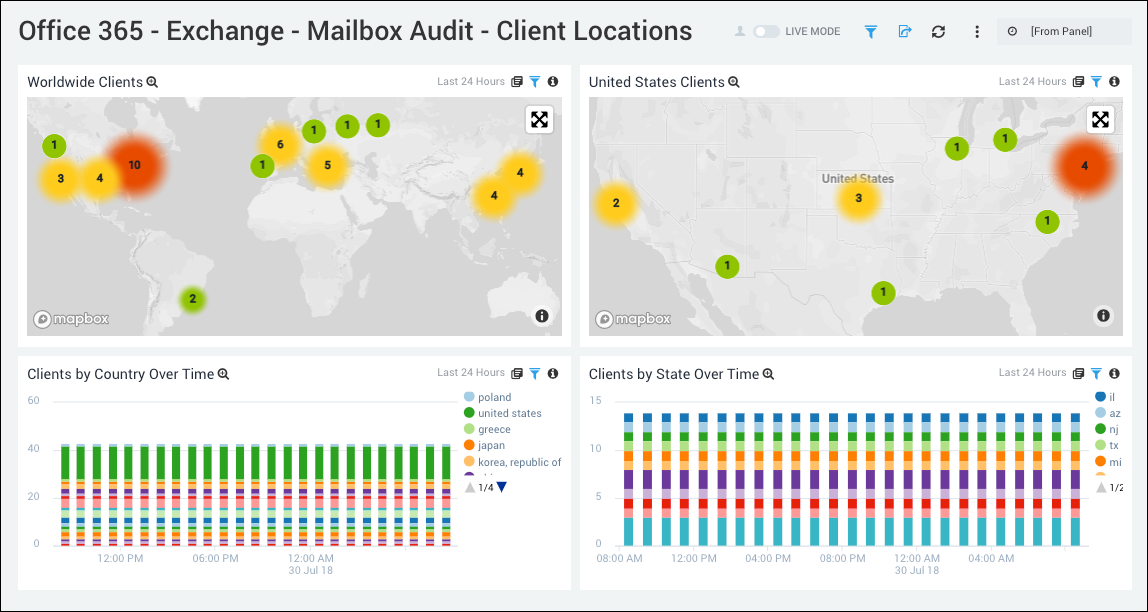 Office 365 - Exchange - Mailbox Audit - Client Locations
LIVE MODE
[From Panel]
Worldwide Clients
Last 24 Hours
1
3
4
10
6
1
1
1
1
5
4
4
2
mapbox
United States Clients
Last 24 Hours
United States
1
1
4
2
3
1
1
1
mapbox
Clients by Country Over Time
Last 24 Hours
60
40
20
0
12:00 PM
06:00 PM
12:00 AM
30 Jul 18
poland
united states
greece
japan
korea, republic of
1/4
Clients by State Over Time
Last 24 Hours
15
10
5
0
08:00 AM
12:00 PM
04:00 PM
08:00 PM
12:00 AM
04:00 AM
30 Jul 18
il
az
nj
tx
mi
1/2